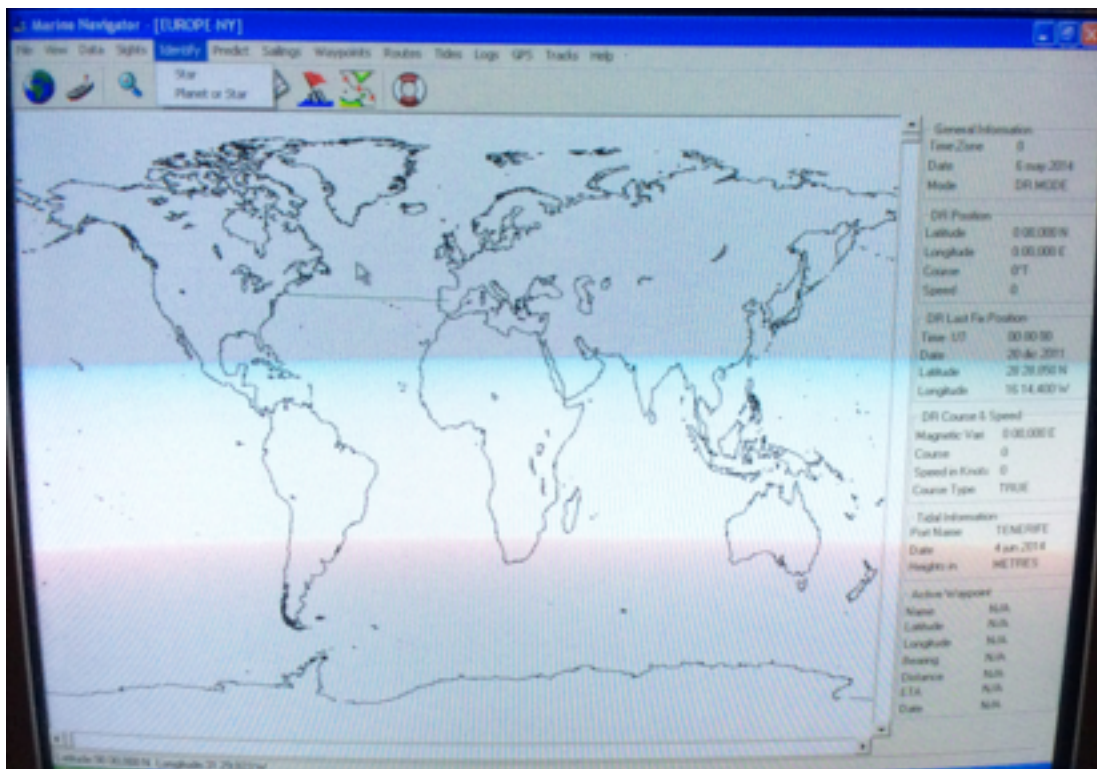 Marine Navigator - [EUROPE-NY]
File View Data Sights Identify Predict Sailings Waypoints Routes Tides Logs GPS Tracks Help
Star
Planet or Star
General Information
Time Zone 0
Date 6 may 2014
Mode DR MODE
DR Position
Latitude 0 00,000 N
Longitude 0 00,000 E
Course 0°T
Speed 0
DR Last Fix Position
Time 00:00:00
Date 20 dic 2011
Latitude 28 28,050 N
Longitude 16 14,400 W
DR Course & Speed
Magnetic Vari 0 00,000 E
Course 0
Speed in Knots 0
Course Type TRUE
Tidal Information
Port Name TENERIFE
Date 4 jun 2014
Heights in METRES
Active Waypoint
Name N/A
Latitude N/A
Longitude N/A
Bearing N/A
Distance N/A
ETA N/A
Date N/A
Longitude